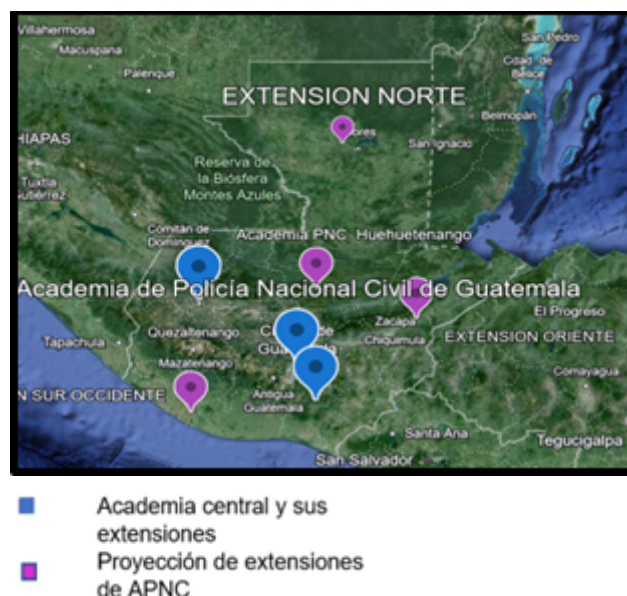 Villahermosa
San Pedro
Macuspana
Cdad. de
Belice
Palenque
EXTENSION NORTE
Belmopán
ores
HIAPAS
San Ignacio
Reserva de
la Biósfera
Montes Azules
Tuxtla
Gutiérrez
Comitán de
Domínguez
Academia PNC, Huehuetenango
Academia de Policía Nacional Civil de Guatemala
El Progreso
Zacapa
Quezaltenango
EXTENSION ORIENTE
Tapachula
Chiquimula
Mazatenango
Comayagua
N SUR OCCIDENTE
Antigua
Guatemala
Santa Ana
Tegucigalpa
San Salvador
Academia central y sus
extensiones
Proyección de extensiones
de APNC